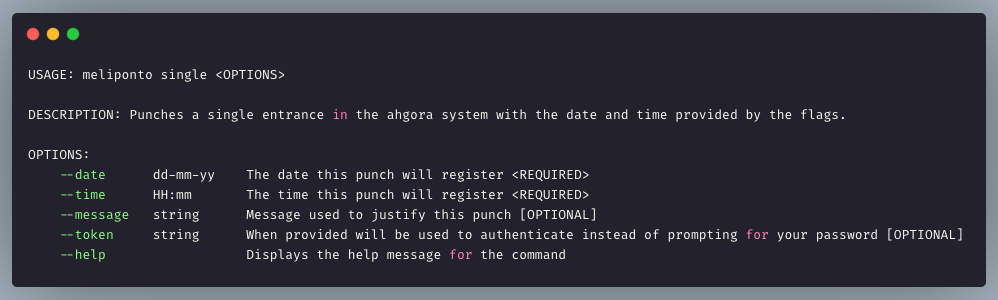 USAGE: meliponto single <OPTIONS>
DESCRIPTION: Punches a single entrance in the ahgora system with the date and time provided by the flags.
OPTIONS:
--date dd-mm-yy The date this punch will register <REQUIRED>
--time HH:mm The time this punch will register <REQUIRED>
--message string Message used to justify this punch [OPTIONAL]
--token string When provided will be used to authenticate instead of prompting for your password [OPTIONAL]
--help Displays the help message for the command